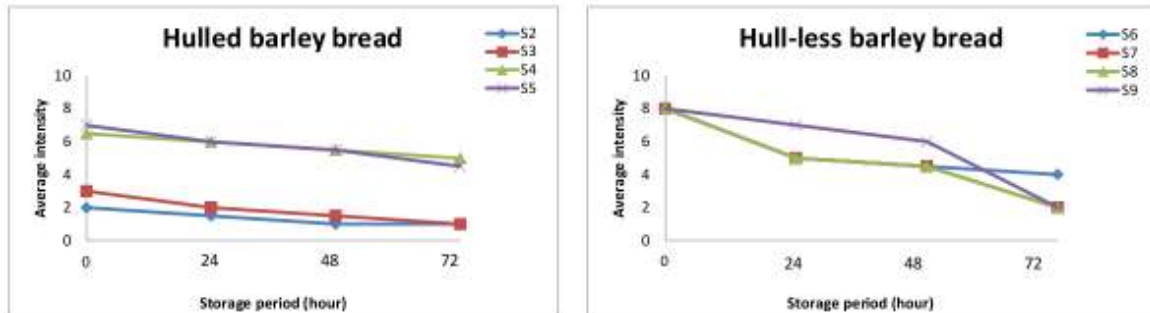 Hulled barley bread
S2
S3
S4
S5
10
8
6
4
2
0
Average intensity
0 24 48 72
Storage period (hour)
Hull-less barley bread
S6
S7
S8
S9
10
8
6
4
2
0
Average intensity
0 24 48 72
Storage period (hour)